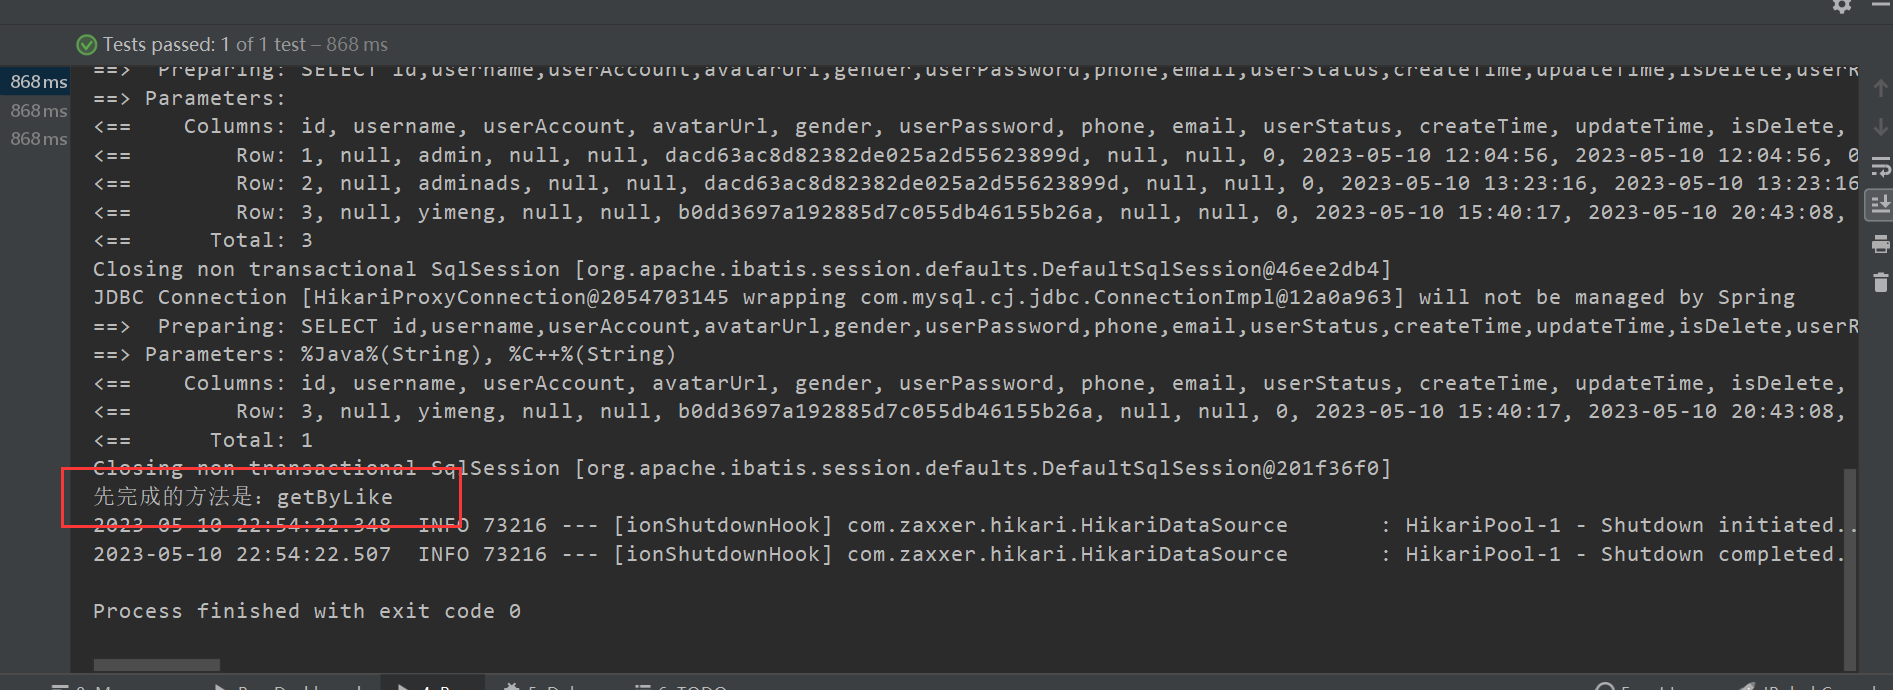 Tests passed: 1 of 1 test – 868 ms
868 ms
868 ms
868 ms
==>  Preparing: SELECT id,username,userAccount,avatarUrl,gender,userPassword,phone,email,userStatus,createTime,updateTime,isDelete,userR
==> Parameters:
<==    Columns: id, username, userAccount, avatarUrl, gender, userPassword, phone, email, userStatus, createTime, updateTime, isDelete,
<==        Row: 1, null, admin, null, null, dacd63ac8d82382de025a2d55623899d, null, null, 0, 2023-05-10 12:04:56, 2023-05-10 12:04:56, 0
<==        Row: 2, null, adminads, null, null, dacd63ac8d82382de025a2d55623899d, null, null, 0, 2023-05-10 13:23:16, 2023-05-10 13:23:16
<==        Row: 3, null, yimeng, null, null, b0dd3697a192885d7c055db46155b26a, null, null, 0, 2023-05-10 15:40:17, 2023-05-10 20:43:08,
<==      Total: 3
Closing non transactional SqlSession [org.apache.ibatis.session.defaults.DefaultSqlSession@46ee2db4]
JDBC Connection [HikariProxyConnection@2054703145 wrapping com.mysql.cj.jdbc.ConnectionImpl@12a0a963] will not be managed by Spring
==>  Preparing: SELECT id,username,userAccount,avatarUrl,gender,userPassword,phone,email,userStatus,createTime,updateTime,isDelete,userR
==> Parameters: %Java%(String), %C++%(String)
<==    Columns: id, username, userAccount, avatarUrl, gender, userPassword, phone, email, userStatus, createTime, updateTime, isDelete,
<==        Row: 3, null, yimeng, null, null, b0dd3697a192885d7c055db46155b26a, null, null, 0, 2023-05-10 15:40:17, 2023-05-10 20:43:08,
<==      Total: 1
Closing non transactional SqlSession [org.apache.ibatis.session.defaults.DefaultSqlSession@201f36f0]
先完成的方法是：getByLike
2023-05-10 22:54:22.348  INFO 73216 --- [ionShutdownHook] com.zaxxer.hikari.HikariDataSource       : HikariPool-1 - Shutdown initiated..
2023-05-10 22:54:22.507  INFO 73216 --- [ionShutdownHook] com.zaxxer.hikari.HikariDataSource       : HikariPool-1 - Shutdown completed.
Process finished with exit code 0